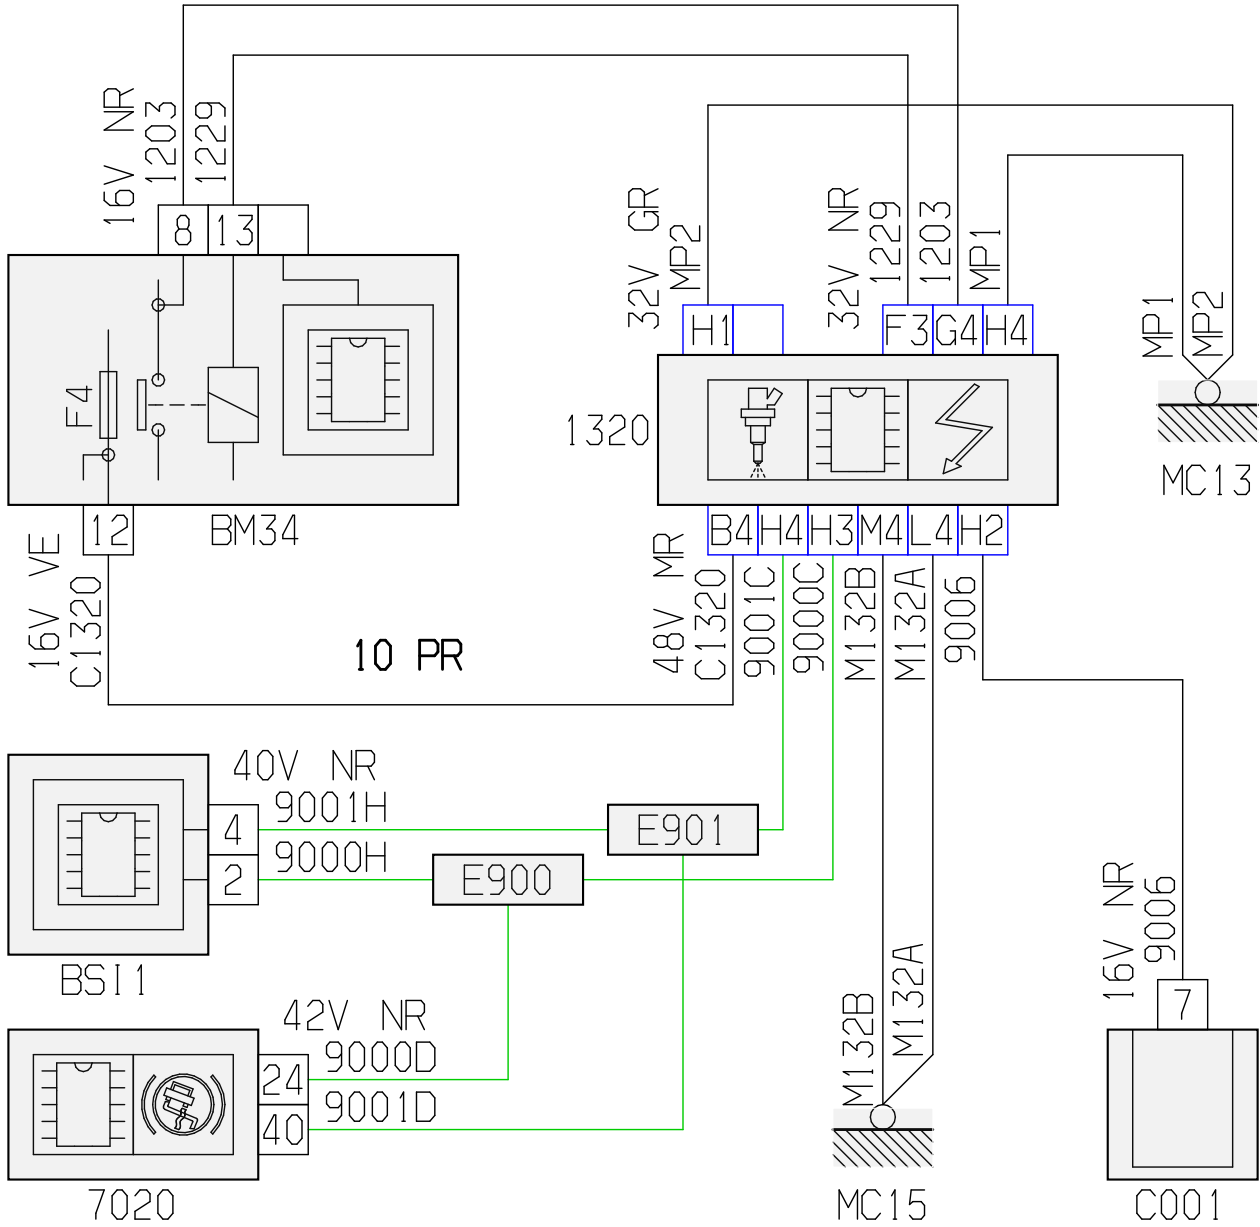 16V NR
1203
1229
8
13
F4
12
BM34
16V VE
C1320
10 PR
32V GR
MP2
32V NR
1229
1203
MP1
H1
F3
G4
H4
1320
MP1
MP2
MC13
B4
H4
H3
M4
L4
H2
48V MR
C1320
9001C
9000C
M132B
M132A
9006
40V NR
9001H
4
9000H
2
BSI1
E901
E900
42V NR
9000D
24
9001D
40
7020
M132B
M132A
MC15
16V NR
9006
7
C001